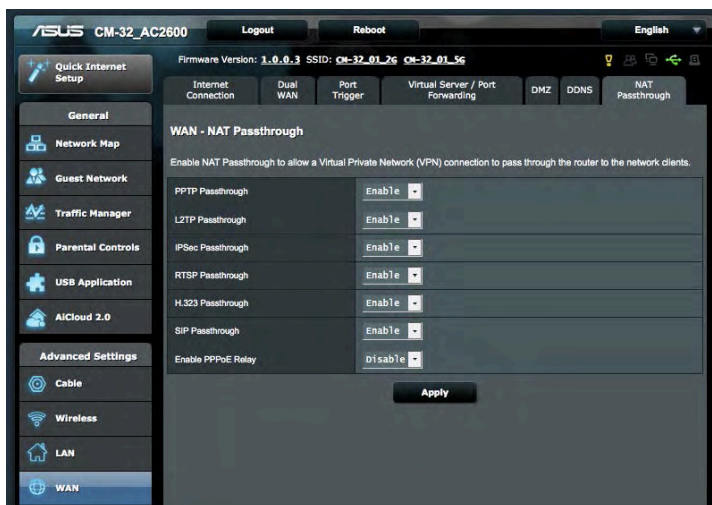 ASUS CM-32_AC2600
Logout
Reboot
English
Quick Internet
Setup
Firmware Version: 1.0.0.3 SSID: CM-32_01_2G CM-32_01_5G
Internet
Connection
Dual
WAN
Port
Trigger
Virtual Server / Port
Forwarding
DMZ
DDNS
NAT
Passthrough
General
Network Map
Guest Network
Traffic Manager
Parental Controls
USB Application
AiCloud 2.0
Advanced Settings
Cable
Wireless
LAN
WAN
WAN - NAT Passthrough
Enable NAT Passthrough to allow a Virtual Private Network (VPN) connection to pass through the router to the network clients.
PPTP Passthrough Enable
L2TP Passthrough Enable
IPSec Passthrough Enable
RTSP Passthrough Enable
H.323 Passthrough Enable
SIP Passthrough Enable
Enable PPPoE Relay Disable
Apply